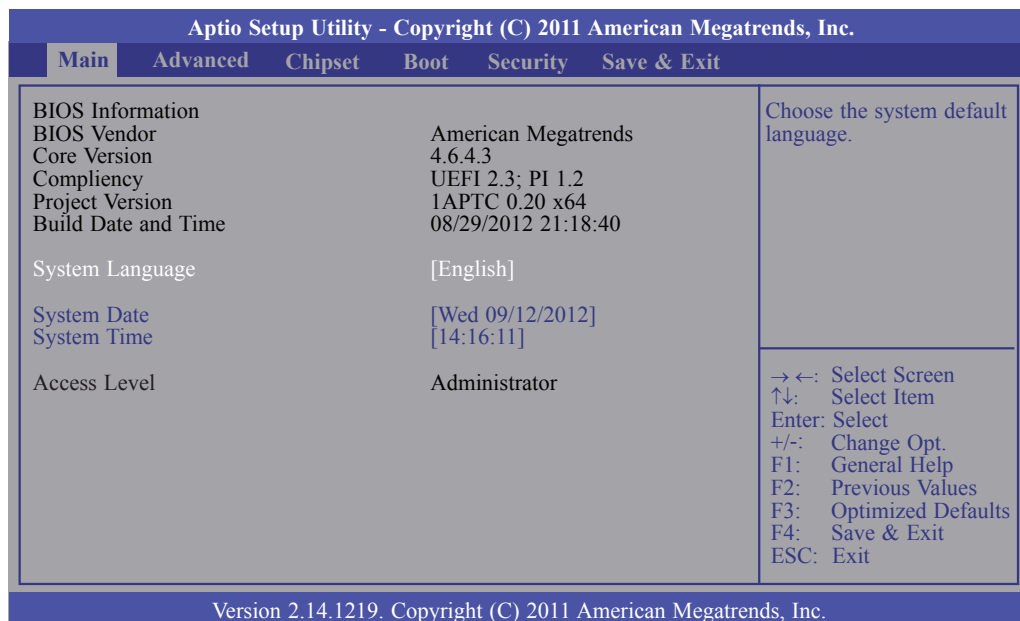 Aptio Setup Utility - Copyright (C) 2011 American Megatrends, Inc.
Main Advanced Chipset Boot Security Save & Exit
BIOS Information
BIOS Vendor American Megatrends
Core Version 4.6.4.3
Compliency UEFI 2.3; PI 1.2
Project Version 1APTC 0.20 x64
Build Date and Time 08/29/2012 21:18:40
System Language [English]
System Date [Wed 09/12/2012]
System Time [14:16:11]
Access Level Administrator
Choose the system default
language.
→ ←: Select Screen
↑↓: Select Item
Enter: Select
+/-: Change Opt.
F1: General Help
F2: Previous Values
F3: Optimized Defaults
F4: Save & Exit
ESC: Exit
Version 2.14.1219. Copyright (C) 2011 American Megatrends, Inc.